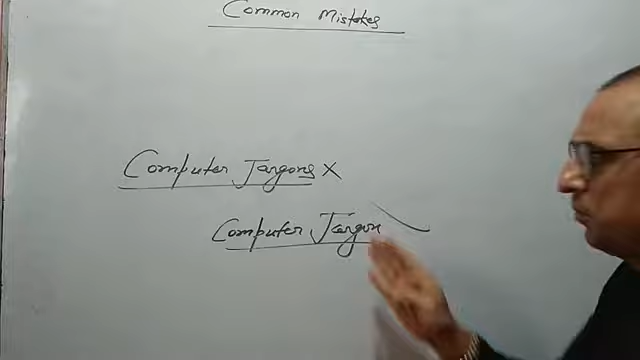 Common Mistakes
Computer Jargons X
Computer Jargon